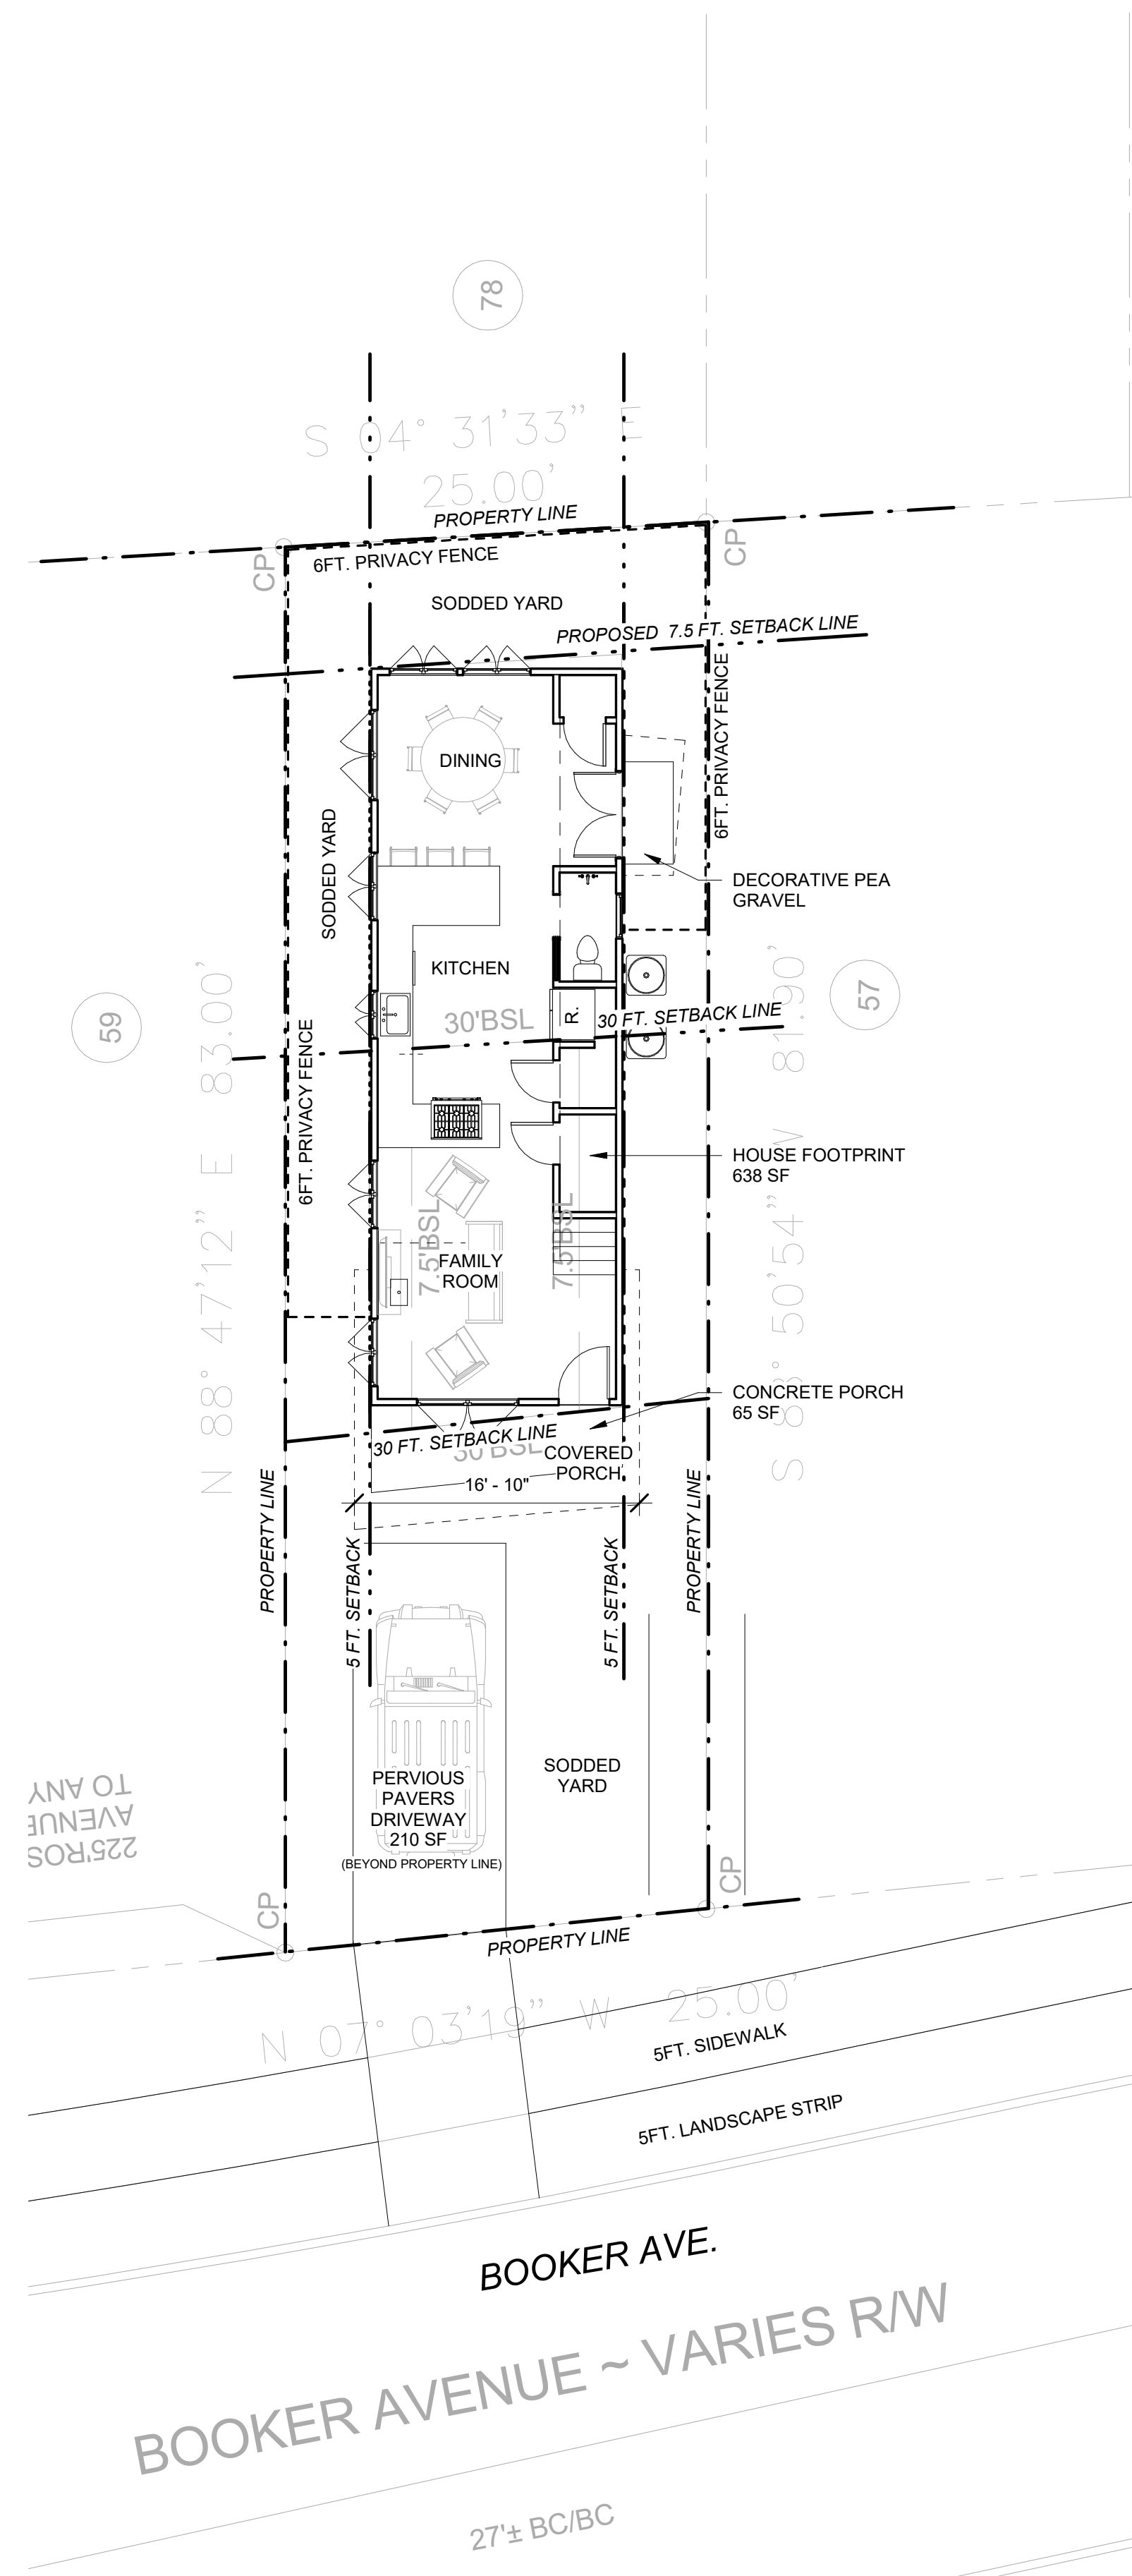 78
S 04° 31'33" E
25.00'
PROPERTY LINE
CP
CP
6FT. PRIVACY FENCE
SODDED YARD
PROPOSED 7.5 FT. SETBACK LINE
6FT. PRIVACY FENCE
DINING
SODDED YARD
DECORATIVE PEA
GRAVEL
KITCHEN
59
57
30'BSL
R.
30 FT. SETBACK LINE
N 88° 47'12" E 83.00'
6FT. PRIVACY FENCE
81.90'
50'54"
HOUSE FOOTPRINT
638 SF
7.5'BSL
7.5'BSL
FAMILY
ROOM
CONCRETE PORCH
65 SF
30 FT. SETBACK LINE
30'BSL
COVERED
PORCH
16' - 10"
PROPERTY LINE
5 FT. SETBACK
5 FT. SETBACK
PROPERTY LINE
SODDED
YARD
PERVIOUS
PAVERS
DRIVEWAY
210 SF
(BEYOND PROPERTY LINE)
225'ROS
AVENUE
TO ANY
CP
CP
PROPERTY LINE
N 07° 03'19" W 25.00'
5FT. SIDEWALK
5FT. LANDSCAPE STRIP
BOOKER AVE.
BOOKER AVENUE ~ VARIES R/W
27'± BC/BC